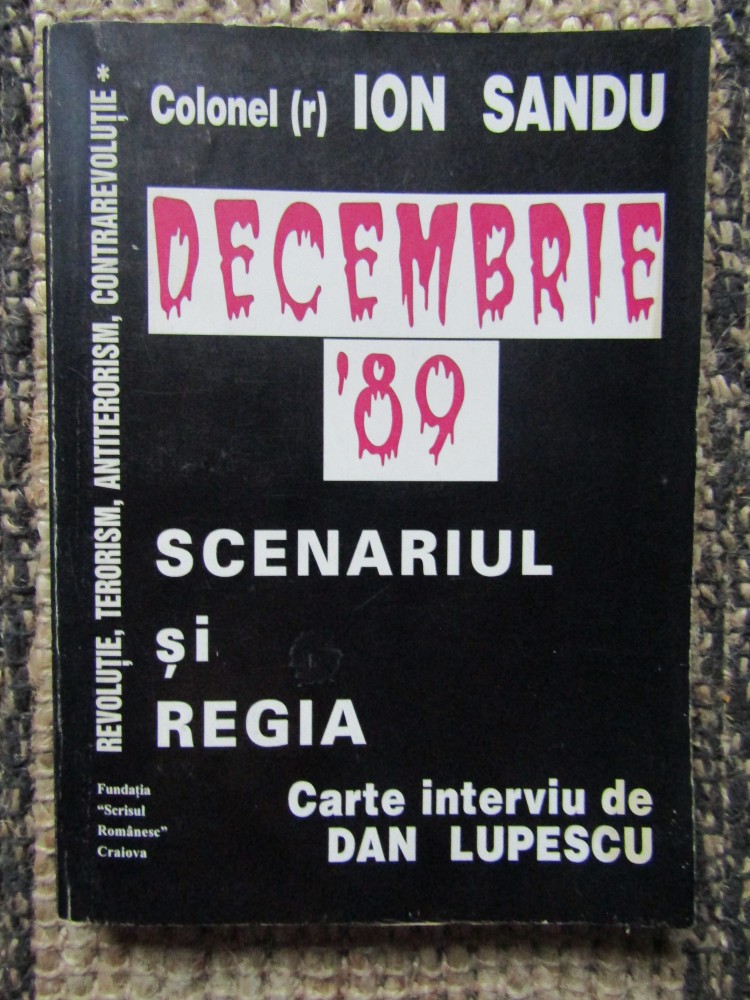 Colonel (r) ION SANDU
DECEMBRIE
'89
SCENARIUL
și
REGIA
Carte interviu de
DAN LUPESCU
REVOLUȚIE, TERORISM, ANTITERORISM, CONTRAREVOLUȚIE *
Fundația
"Scrisul
Românesc"
Craiova